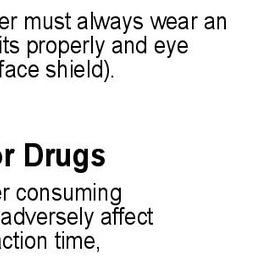 er must always wear an
its properly and eye
face shield).
or Drugs
er consuming
adversely affect
action time,